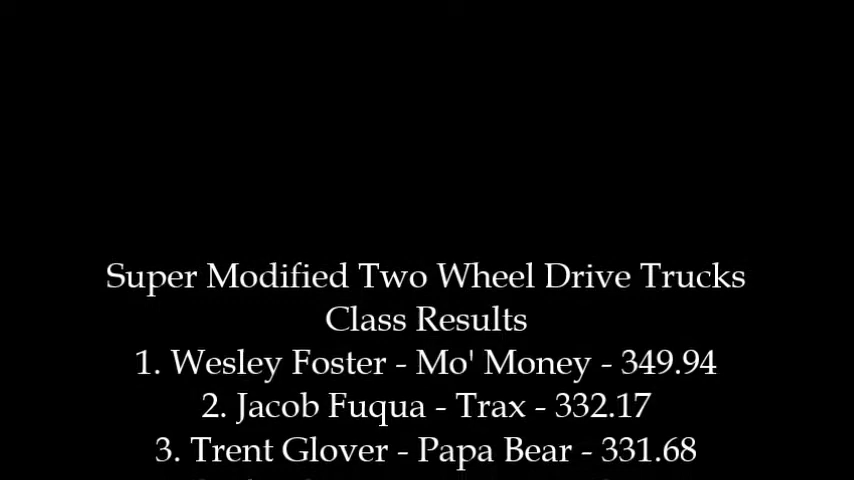 Super Modified Two Wheel Drive Trucks
Class Results
1. Wesley Foster - Mo' Money - 349.94
2. Jacob Fuqua - Trax - 332.17
3. Trent Glover - Papa Bear - 331.68